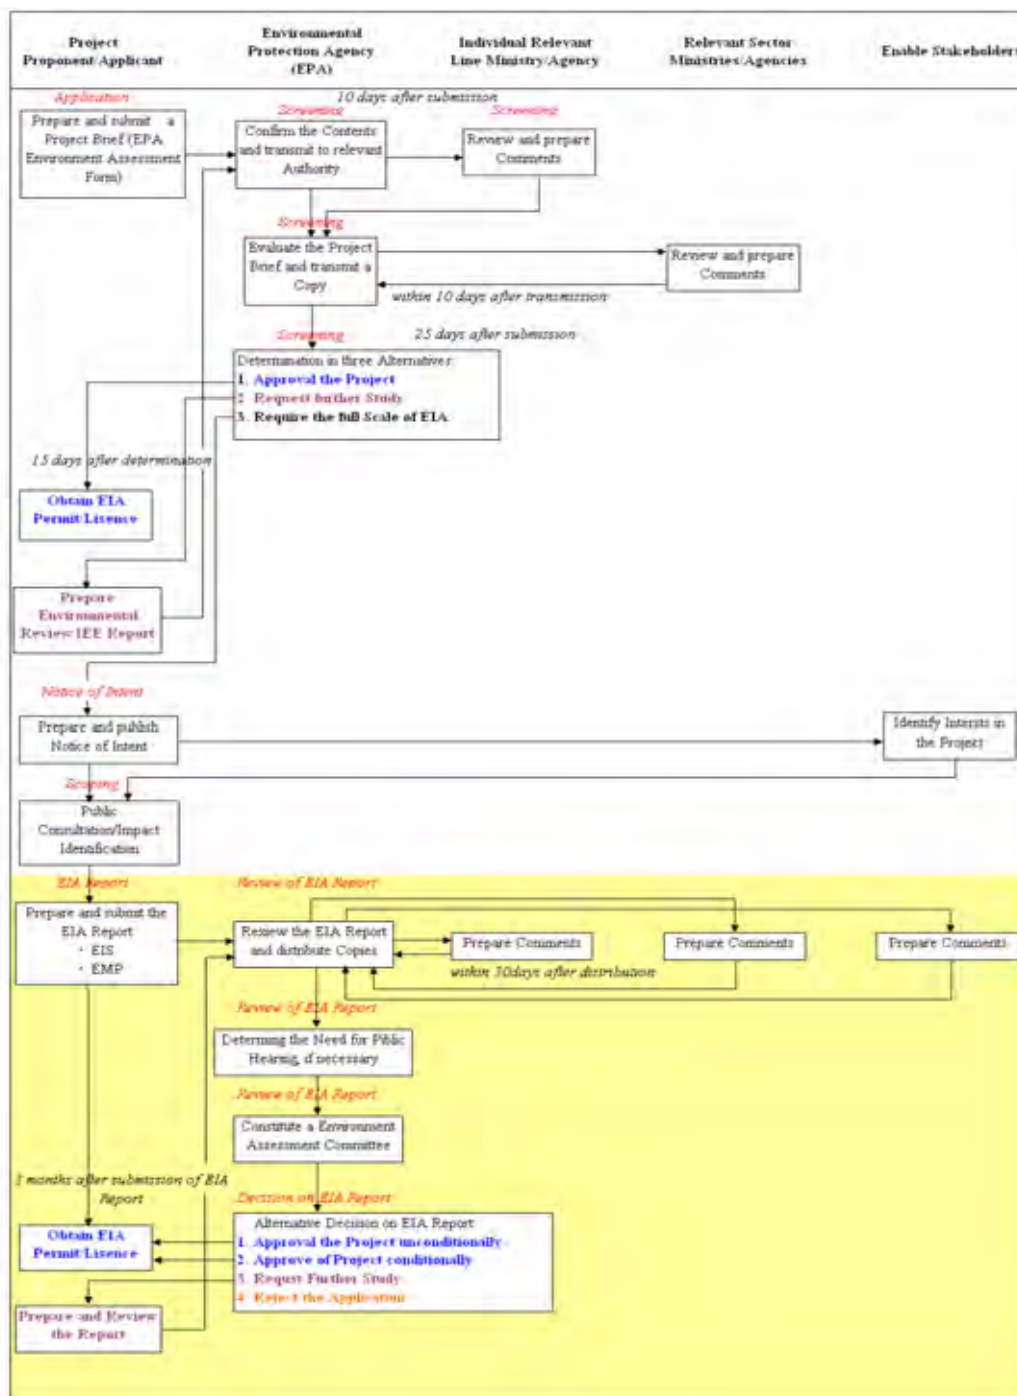 Project
Proponent/Applicant
Environmental
Protection Agency
(EPA)
Individual Relevant
Line Ministry/Agency
Relevant Sector
Ministries/Agencies
Enable Stakeholders
Application
10 days after submission
Screening
Screening
Prepare and submit a
Project Brief (EPA
Environment Assessment
Form)
Confirm the Contents
and transmit to relevant
Authority
Review and prepare
Comments
Screening
Evaluate the Project
Brief and transmit a
Copy
Review and prepare
Comments
within 10 days after transmission
Screening
25 days after submission
Determination in three Alternatives:
1. Approval the Project
2. Request further Study
3. Require the full Scale of EIA
15 days after determination
Obtain EIA
Permit/Lisence
Prepare
Environmental
Review/IEE Report
Notice of Intent
Prepare and publish
Notice of Intent
Identify Intersts in
the Project
Scoping
Public
Consultation/Impact
Identification
EIA Report
Review of EIA Report
Prepare and submit the
EIA Report
・ EIS
・ EMP
Review the EIA Report
and distribute Copies
Prepare Comments
Prepare Comments
Prepare Comments
within 30days after distribution
Review of EIA Report
Determing the Need for Public
Hearing, if necessary
Review of EIA Report
Constitute a Environment
Assessment Committee
3 months after submission of EIA
Report
Decision on EIA Report
Obtain EIA
Permit/Lisence
Alternative Decision on EIA Report
1. Approval the Project unconditionally
2. Approve of Project conditionally
3. Requst Further Study
4. Reject the Application
Prepare and Review
the Report